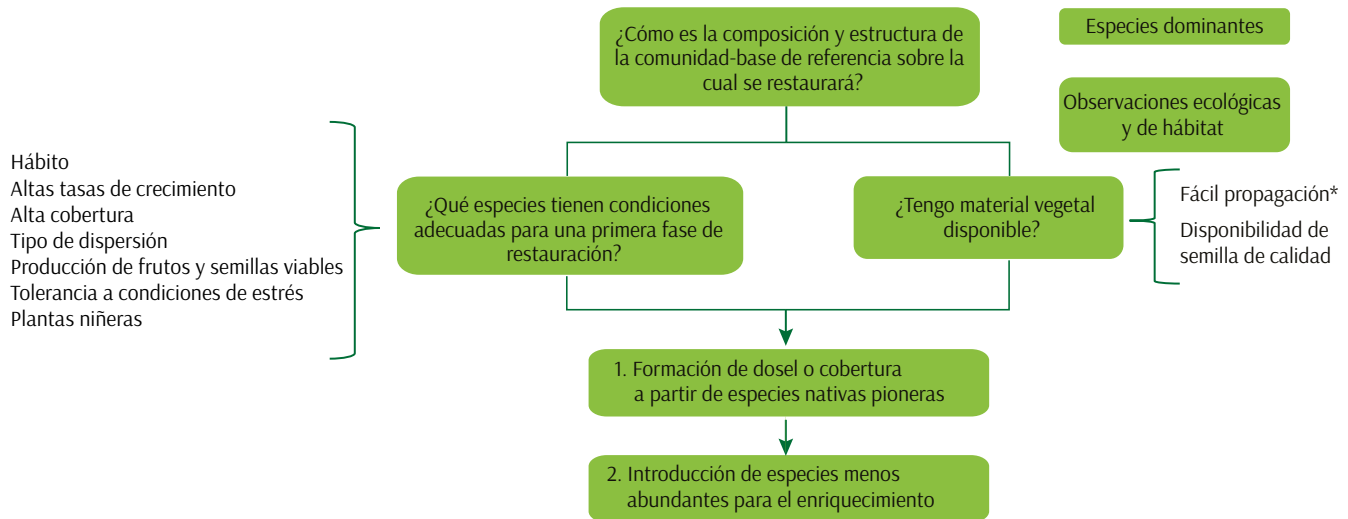 ¿Cómo es la composición y estructura de
la comunidad-base de referencia sobre la
cual se restaurará?
Especies dominantes
Observaciones ecológicas
y de hábitat
Hábito
Altas tasas de crecimiento
Alta cobertura
Tipo de dispersión
Producción de frutos y semillas viables
Tolerancia a condiciones de estrés
Plantas niñeras
¿Qué especies tienen condiciones
adecuadas para una primera fase de
restauración?
¿Tengo material vegetal
disponible?
Fácil propagación*
Disponibilidad de
semilla de calidad
1. Formación de dosel o cobertura
a partir de especies nativas pioneras
2. Introducción de especies menos
abundantes para el enriquecimiento